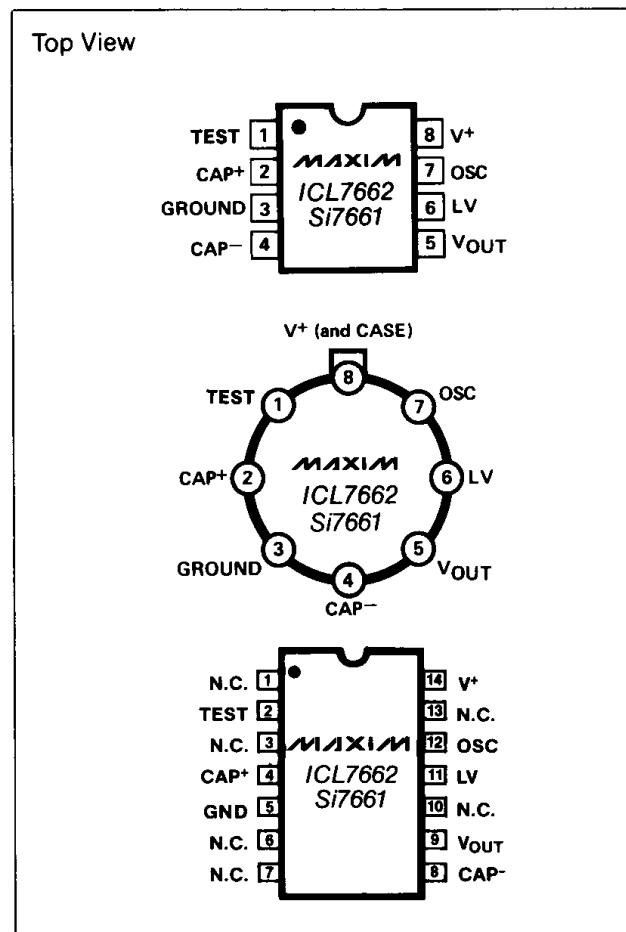 Top View
TEST 1 8 V+
CAP+ 2 MAXIM 7 OSC
GROUND 3 ICL7662 6 LV
CAP− 4 Si7661 5 VOUT
V+ (and CASE)
8
TEST 1 7 OSC
CAP+ 2 MAXIM 6 LV
ICL7662
Si7661
GROUND 3 5 VOUT
4
CAP−
N.C. 1 14 V+
TEST 2 13 N.C.
N.C. 3 MAXIM 12 OSC
CAP+ 4 ICL7662 11 LV
GND 5 Si7661 10 N.C.
N.C. 6 9 VOUT
N.C. 7 8 CAP-